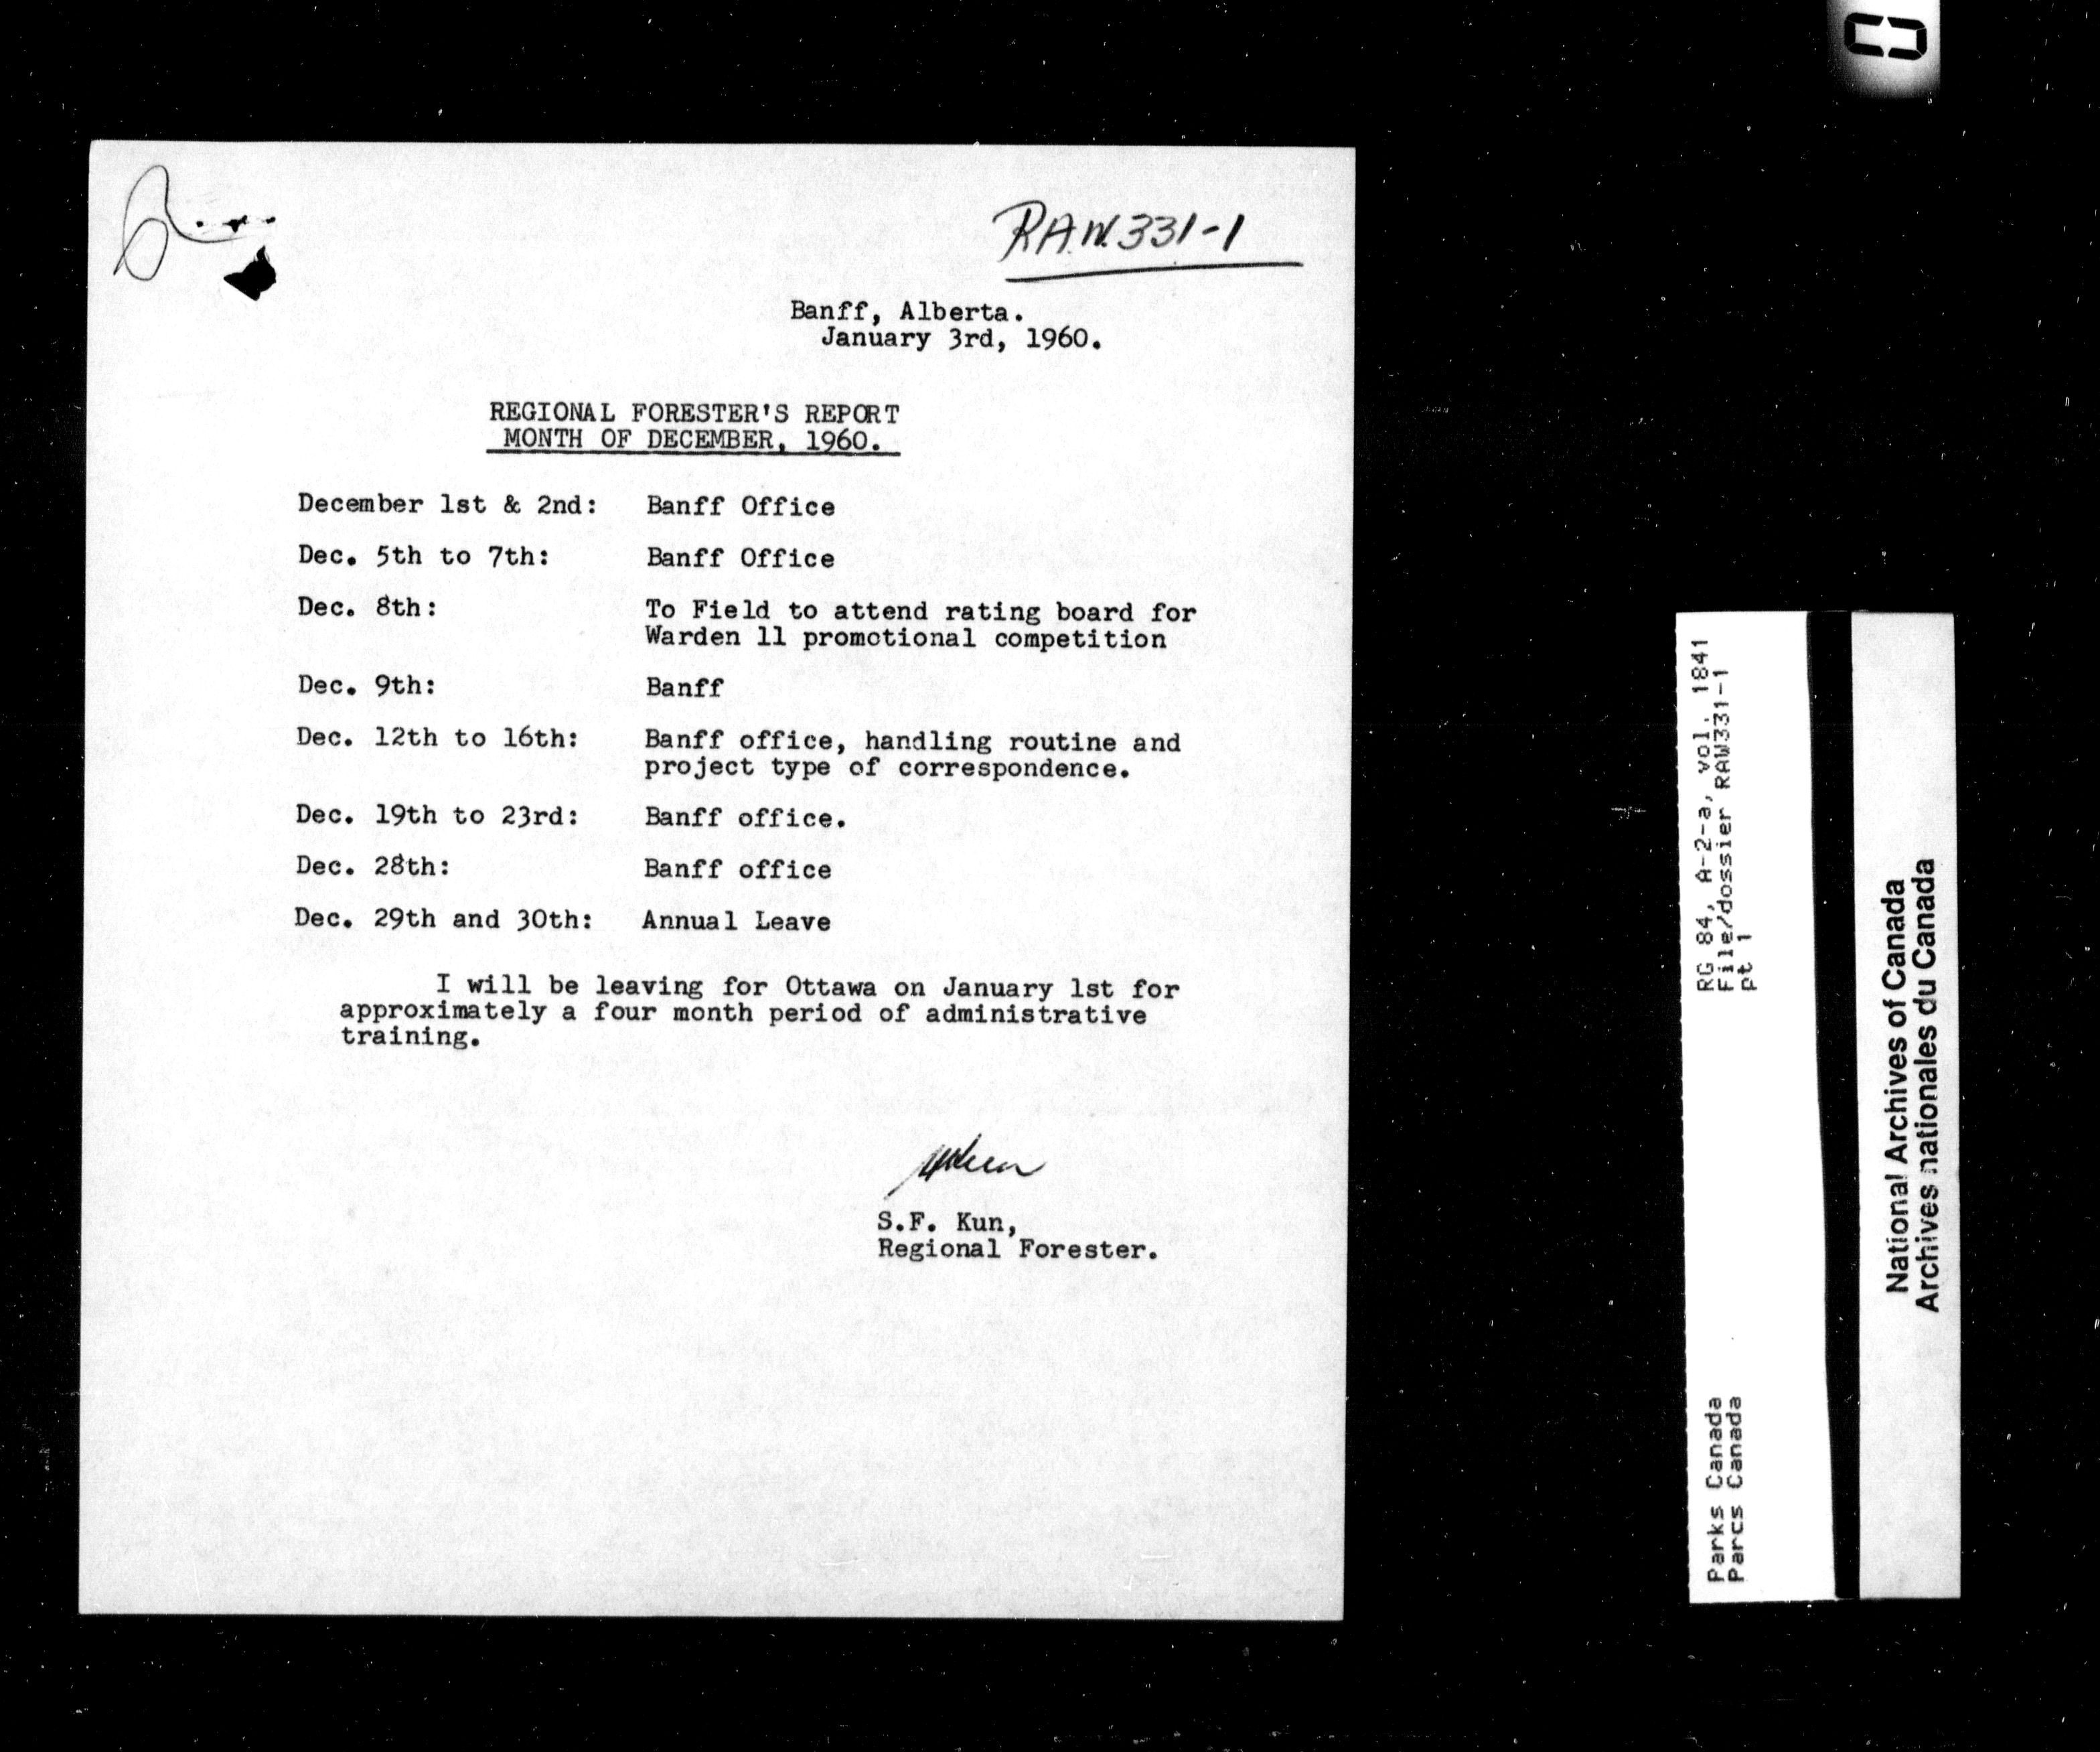 RAW331-1
Banff, Alberta.
January 3rd, 1960.
REGIONAL FORESTER'S REPORT
MONTH OF DECEMBER, 1960.
December 1st & 2nd: Banff Office
Dec. 5th to 7th: Banff Office
Dec. 8th: To Field to attend rating board for
Warden 11 promotional competition
Dec. 9th: Banff
Dec. 12th to 16th: Banff office, handling routine and
project type of correspondence.
Dec. 19th to 23rd: Banff office.
Dec. 28th: Banff office
Dec. 29th and 30th: Annual Leave
I will be leaving for Ottawa on January 1st for
approximately a four month period of administrative
training.
S.F. Kun,
Regional Forester.
RG 84, A-2-a, vol. 1841
File/dossier RAW331-1
pt 1
Parks Canada
Parcs Canada
National Archives of Canada
Archives nationales du Canada